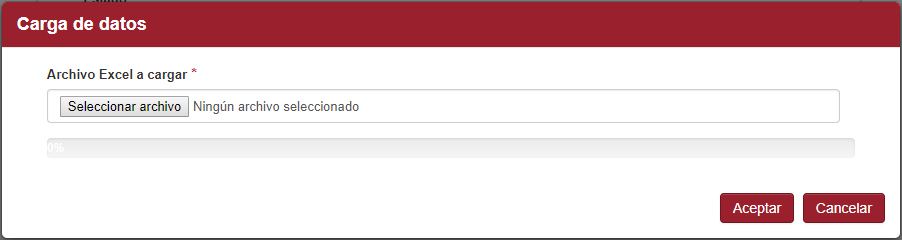 Carga de datos
Archivo Excel a cargar *
Seleccionar archivo Ningún archivo seleccionado
0%
Aceptar Cancelar